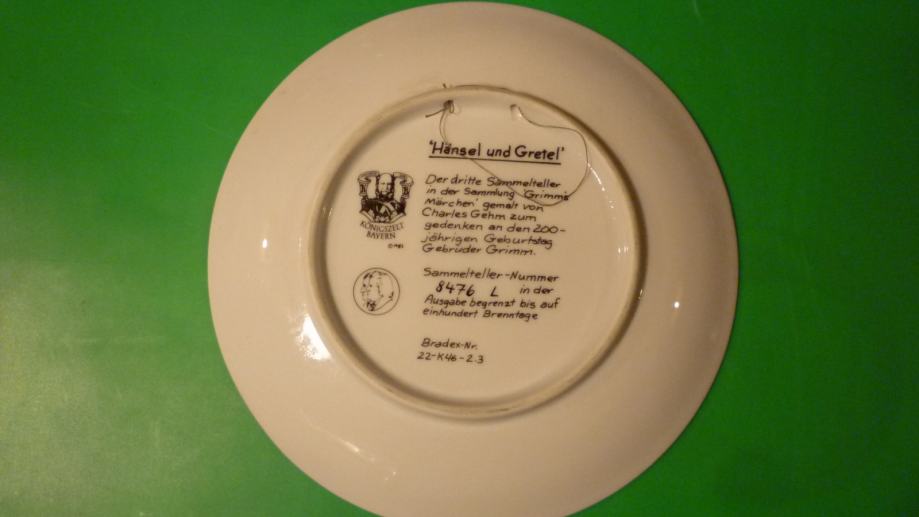 'Hänsel und Gretel'
Der dritte Sammelteller
in der Sammlung 'Grimm's
Märchen' gemalt von
Charles Gehm zum
gedenken an den 200-
jährigen Geburtstag
Gebrüder Grimm.
KÖNIGSZELT
BAYERN
Sammelteller-Nummer
8476 L in der
Ausgabe begrenzt bis auf
einhundert Brenntage
Bradex-Nr.
22-K46-2.3